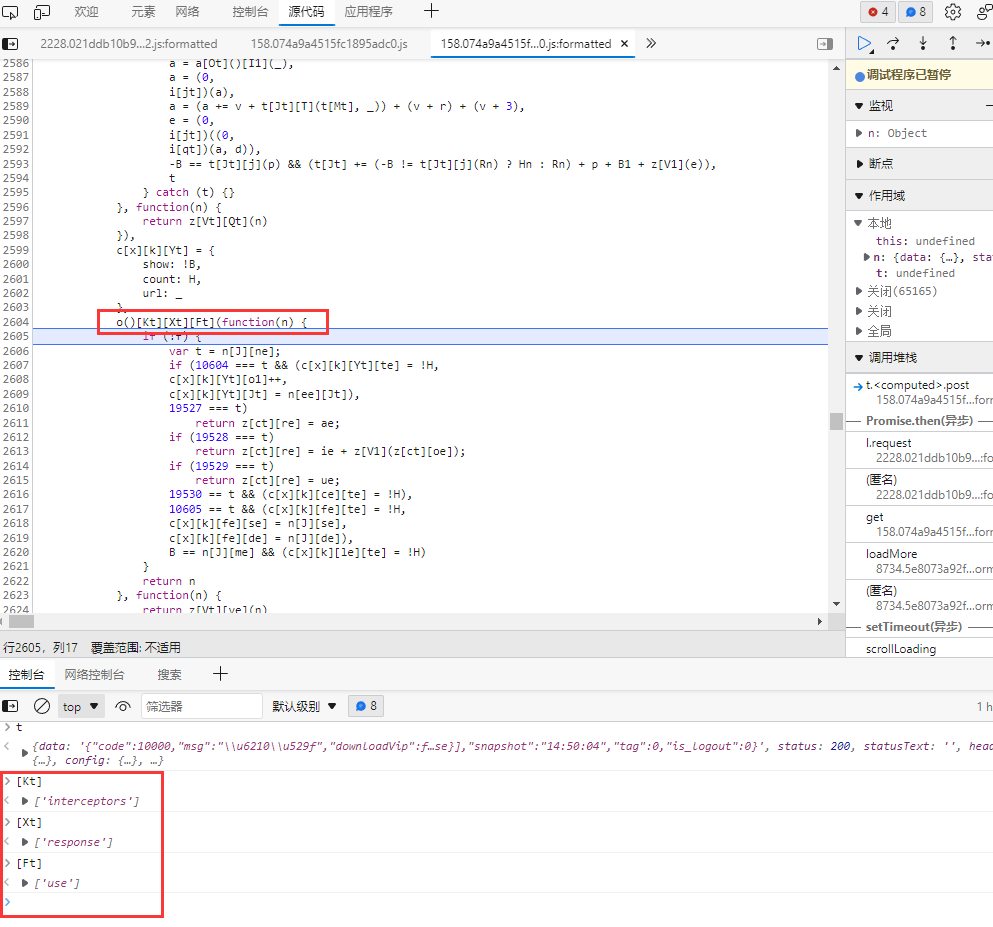 欢迎 元素 网络 控制台 源代码 应用程序 4 8
2228.021ddb10b9...2.js:formatted 158.074a9a4515fc1895adc0.js 158.074a9a4515f...0.js:formatted ×
2586 a = a[Ot]()[I1](_),
2587 a = (0,
2588 i[jt])(a),
2589 a = (a += v + t[Jt][T](t[Mt], _)) + (v + r) + (v + 3),
2590 e = (0,
2591 i[jt])((0,
2592 i[qt])(a, d)),
2593 -B == t[Jt][j](p) && (t[Jt] += (-B != t[Jt][j](Rn) ? Hn : Rn) + p + B1 + z[V1](e)),
2594 t
2595 } catch (t) {}
2596 }, function(n) {
2597 return z[Vt][Qt](n)
2598 }),
2599 c[x][k][Yt] = {
2600 show: !B,
2601 count: H,
2602 url: _
2603 },
2604 o()[Kt][Xt][Ft](function(n) {
2605 if (!f) {
2606 var t = n[J][ne];
2607 if (10604 === t && (c[x][k][Yt][te] = !H,
2608 c[x][k][Yt][o1]++,
2609 c[x][k][Yt][Jt] = n[ee][Jt]),
2610 19527 === t)
2611 return z[ct][re] = ae;
2612 if (19528 === t)
2613 return z[ct][re] = ie + z[V1](z[ct][oe]);
2614 if (19529 === t)
2615 return z[ct][re] = ue;
2616 19530 == t && (c[x][k][ce][te] = !H),
2617 10605 == t && (c[x][k][fe][te] = !H,
2618 c[x][k][fe][se] = n[J][se],
2619 c[x][k][fe][de] = n[J][de]),
2620 B == n[J][me] && (c[x][k][le][te] = !H)
2621 }
2622 return n
2623 }, function(n) {
2624 return z[Vt][ve](n)
行2605，列17 覆盖范围: 不适用
调试程序已暂停
监视
n: Object
断点
作用域
本地
this: undefined
n: {data: {…}, sta
t: undefined
关闭(65165)
关闭
全局
调用堆栈
t.<computed>.post
158.074a9a4515f...form
Promise.then(异步)
l.request
2228.021ddb10b9...:fo
(匿名)
2228.021ddb10b9...:fo
get
158.074a9a4515f...form
loadMore
8734.5e8073a92f...orm
(匿名)
8734.5e8073a92f...orm
setTimeout(异步)
scrollLoading
控制台 网络控制台 搜索
top 筛选器 默认级别 8 1 h
t
{data: '{"code":10000,"msg":"\\u6210\\u529f","downloadVip":f…se}],"snapshot":"14:50:04","tag":0,"is_logout":0}', status: 200, statusText: '', head
{…}, config: {…}, …}
[Kt]
['interceptors']
[Xt]
['response']
[Ft]
['use']